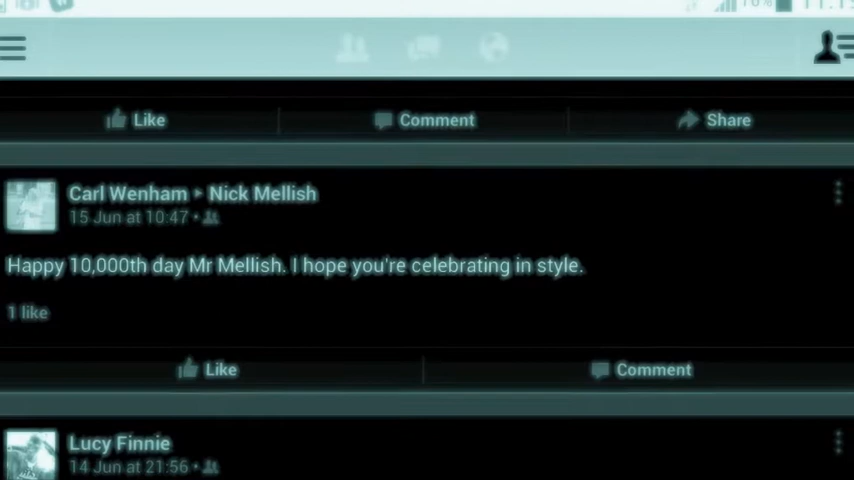 Like Comment Share
Carl Wenham ▸ Nick Mellish
15 Jun at 10:47 •
Happy 10,000th day Mr Mellish. I hope you're celebrating in style.
1 like
Like Comment
Lucy Finnie
14 Jun at 21:56 •